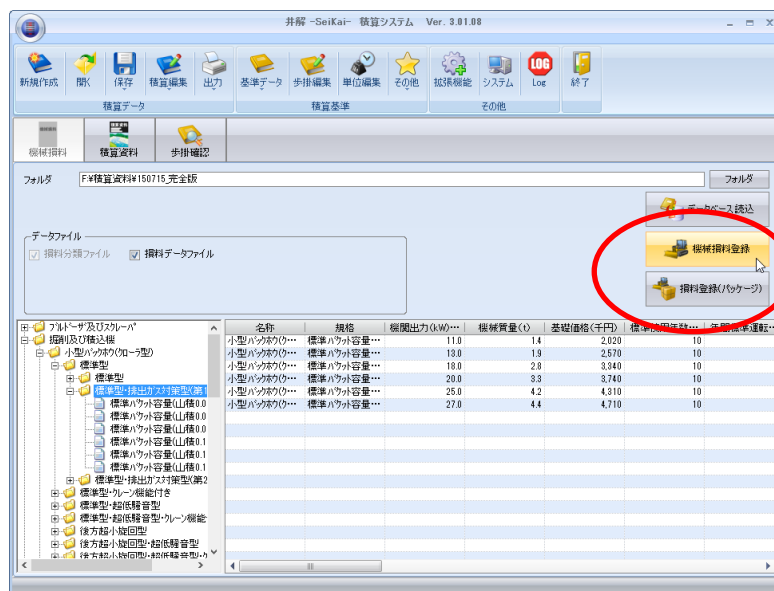 井解 -SeiKai- 積算システム Ver. 3.01.08
新規作成 開く 保存 積算編集 出力 基準データ 歩掛編集 単位編集 その他 拡張機能 システム Log 終了
LOG
積算データ 積算基準 その他
機械損料 積算資料 歩掛確認
フォルダ F:¥積算資料¥150715_完全版 フォルダ
データベース読込
データファイル
損料分類ファイル 損料データファイル
機械損料登録
損料登録(パッケージ)
ブルドーザ及びスクレーパ
掘削及び積込機
小型バックホウ(クローラ型)
標準型
標準型
標準型・排出ガス対策型(第1
標準バケット容量(山積0.0
標準バケット容量(山積0.0
標準バケット容量(山積0.0
標準バケット容量(山積0.1
標準バケット容量(山積0.1
標準バケット容量(山積0.1
標準型・排出ガス対策型(第2
標準型・クレーン機能付き
標準型・超低騒音型
標準型・超低騒音型・クレーン機能
後方超小旋回型
後方超小旋回型・超低騒音型
後方超小旋回型・超低騒音型・ク
名称 規格 機関出力(kW)… 機械質量(t) 基礎価格(千円) 標準使用年数… 年間標準運転…
小型バックホウ(ク… 標準バケット容量… 11.0 1.4 2,020 10
小型バックホウ(ク… 標準バケット容量… 13.0 1.9 2,570 10
小型バックホウ(ク… 標準バケット容量… 18.0 2.8 3,340 10
小型バックホウ(ク… 標準バケット容量… 20.0 3.3 3,740 10
小型バックホウ(ク… 標準バケット容量… 25.0 4.2 4,310 10
小型バックホウ(ク… 標準バケット容量… 27.0 4.4 4,710 10